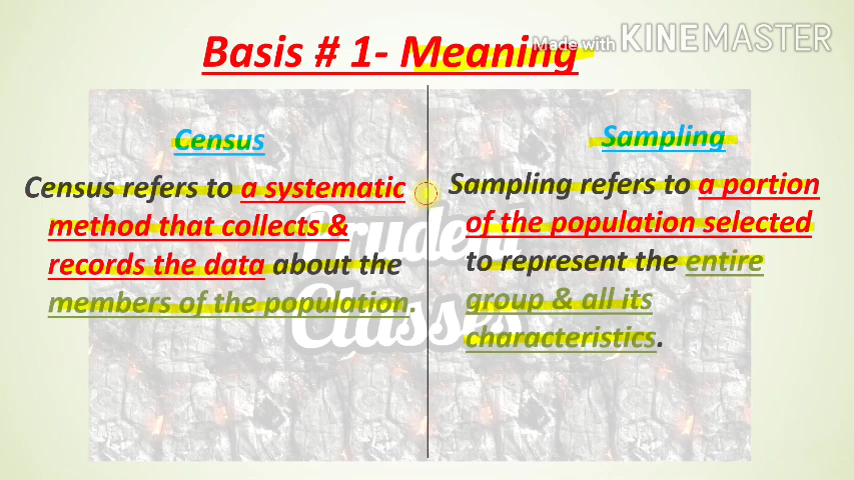 Basis # 1- Meaning
Made with KINEMASTER
Census
Census refers to a systematic
method that collects &
records the data about the
members of the population.
Sampling
Sampling refers to a portion
of the population selected
to represent the entire
group & all its
characteristics.
Prudent
Classes